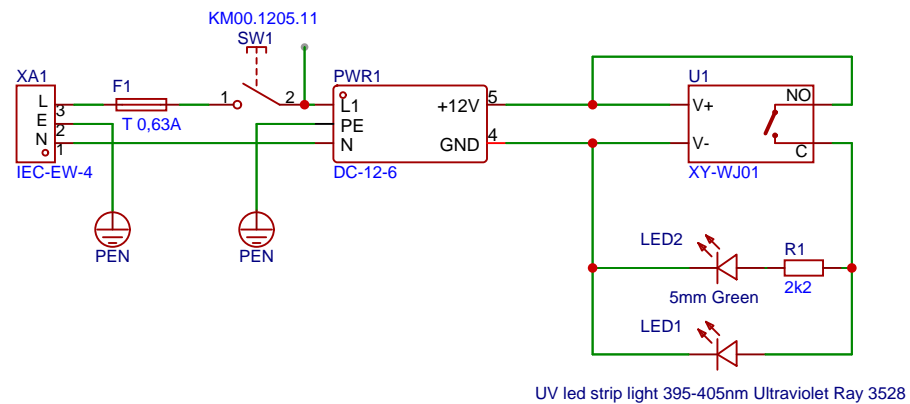 KM00.1205.11
SW1
XA1
F1
PWR1
U1
L
3
E
2
N
1
T 0,63A
1
2
L1
PE
N
+12V
5
GND
4
V+
V-
NO
C
IEC-EW-4
DC-12-6
XY-WJ01
PEN
PEN
LED2
R1
2k2
5mm Green
LED1
UV led strip light 395-405nm Ultraviolet Ray 3528